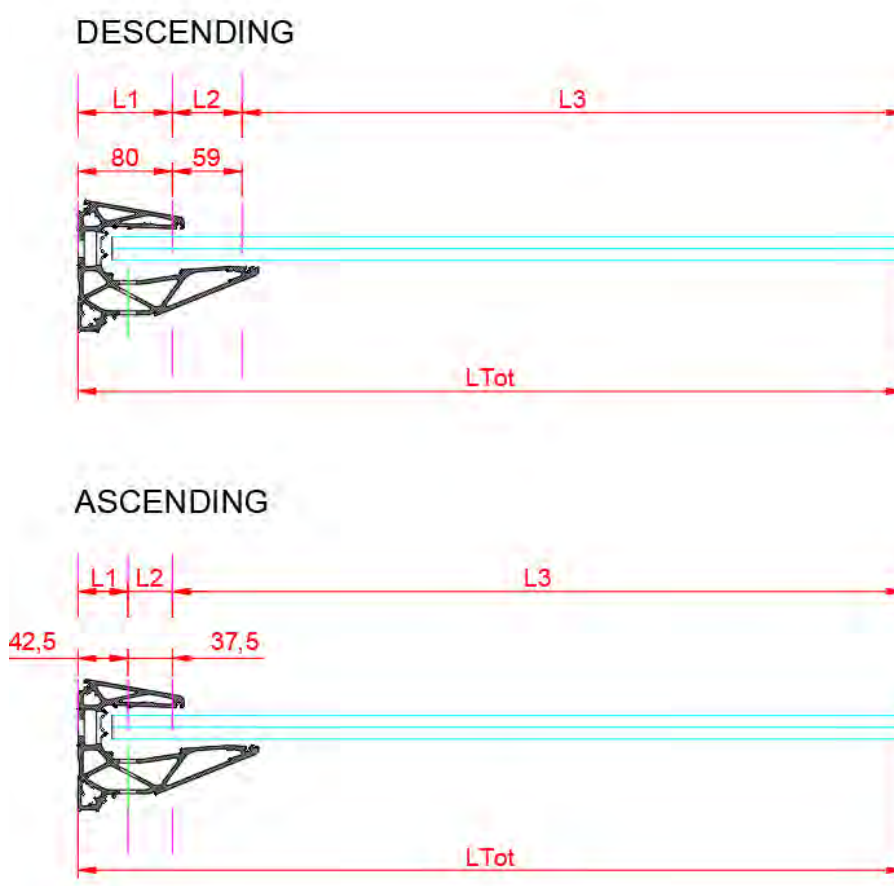 DESCENDING
L1 L2 L3
80 59
LTot
ASCENDING
L1 L2 L3
42,5 37,5
LTot